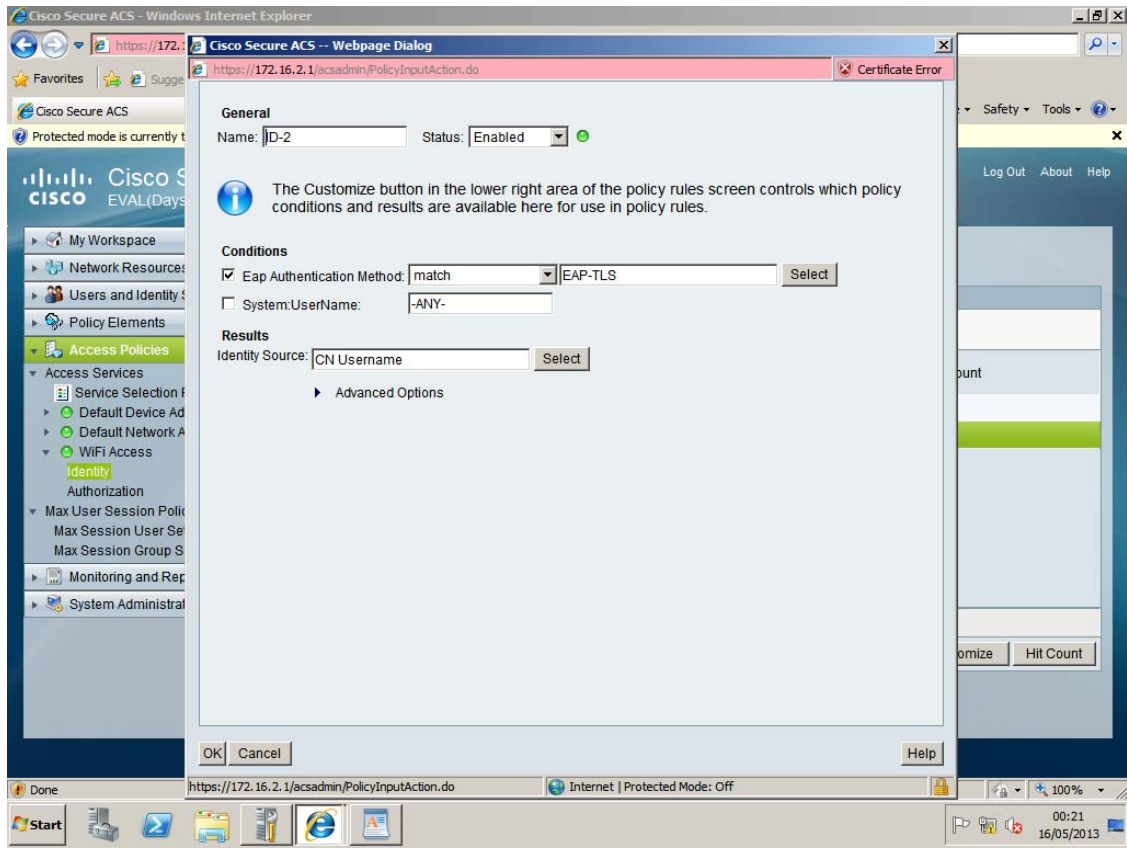 Cisco Secure ACS - Windows Internet Explorer
https://172.
Favorites Sugge
Cisco Secure ACS
Safety Tools
Protected mode is currently t
CISCO
Cisco S
EVAL(Days
Log Out About Help
My Workspace
Network Resources
Users and Identity S
Policy Elements
Access Policies
Access Services
Service Selection R
Default Device Ad
Default Network A
WiFi Access
Identity
Authorization
Max User Session Polic
Max Session User Set
Max Session Group S
Monitoring and Rep
System Administrat
Cisco Secure ACS -- Webpage Dialog
https://172.16.2.1/acsadmin/PolicyInputAction.do Certificate Error
General
Name: ID-2 Status: Enabled
The Customize button in the lower right area of the policy rules screen controls which policy
conditions and results are available here for use in policy rules.
Conditions
Eap Authentication Method: match EAP-TLS Select
System:UserName: -ANY-
Results
Identity Source: CN Username Select
Advanced Options
OK Cancel Help
https://172.16.2.1/acsadmin/PolicyInputAction.do Internet | Protected Mode: Off
ount
omize Hit Count
Done 100%
Start
00:21
16/05/2013